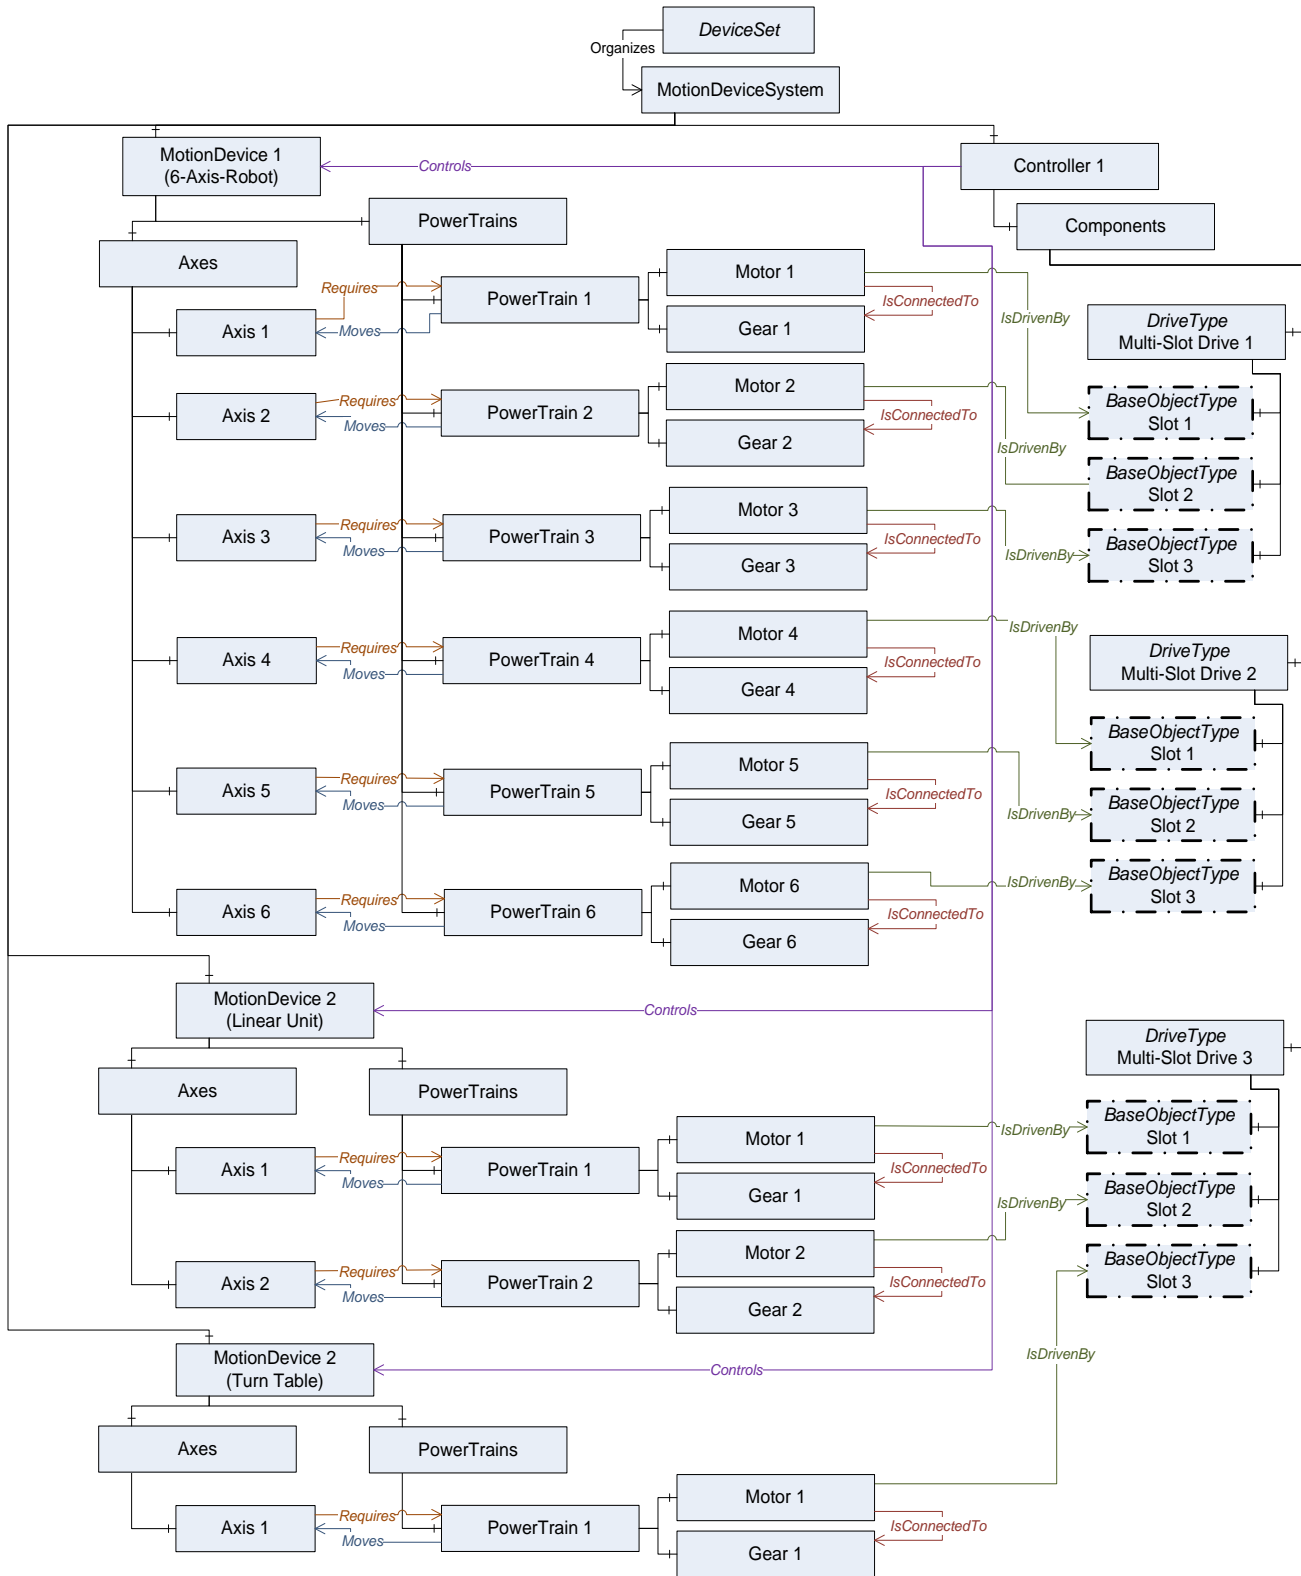 DeviceSet
Organizes
MotionDeviceSystem
MotionDevice 1
(6-Axis-Robot)
Controls
Controller 1
PowerTrains
Components
Axes
Requires
PowerTrain 1
Motor 1
IsConnectedTo
Gear 1
Axis 1
Moves
IsDrivenBy
DriveType
Multi-Slot Drive 1
Axis 2
Requires
Moves
PowerTrain 2
Motor 2
IsConnectedTo
Gear 2
IsDrivenBy
BaseObjectType
Slot 1
BaseObjectType
Slot 2
Axis 3
Requires
Moves
PowerTrain 3
Motor 3
IsConnectedTo
Gear 3
IsDrivenBy
BaseObjectType
Slot 3
Axis 4
Requires
Moves
PowerTrain 4
Motor 4
IsConnectedTo
Gear 4
IsDrivenBy
DriveType
Multi-Slot Drive 2
BaseObjectType
Slot 1
Axis 5
Requires
Moves
PowerTrain 5
Motor 5
IsConnectedTo
Gear 5
IsDrivenBy
BaseObjectType
Slot 2
Axis 6
Requires
Moves
PowerTrain 6
Motor 6
IsConnectedTo
Gear 6
IsDrivenBy
BaseObjectType
Slot 3
MotionDevice 2
(Linear Unit)
Controls
DriveType
Multi-Slot Drive 3
Axes
PowerTrains
Axis 1
Requires
Moves
PowerTrain 1
Motor 1
IsConnectedTo
Gear 1
IsDrivenBy
BaseObjectType
Slot 1
Axis 2
Requires
Moves
PowerTrain 2
Motor 2
IsConnectedTo
Gear 2
IsDrivenBy
BaseObjectType
Slot 2
BaseObjectType
Slot 3
MotionDevice 2
(Turn Table)
Controls
IsDrivenBy
Axes
PowerTrains
Axis 1
Requires
Moves
PowerTrain 1
Motor 1
IsConnectedTo
Gear 1